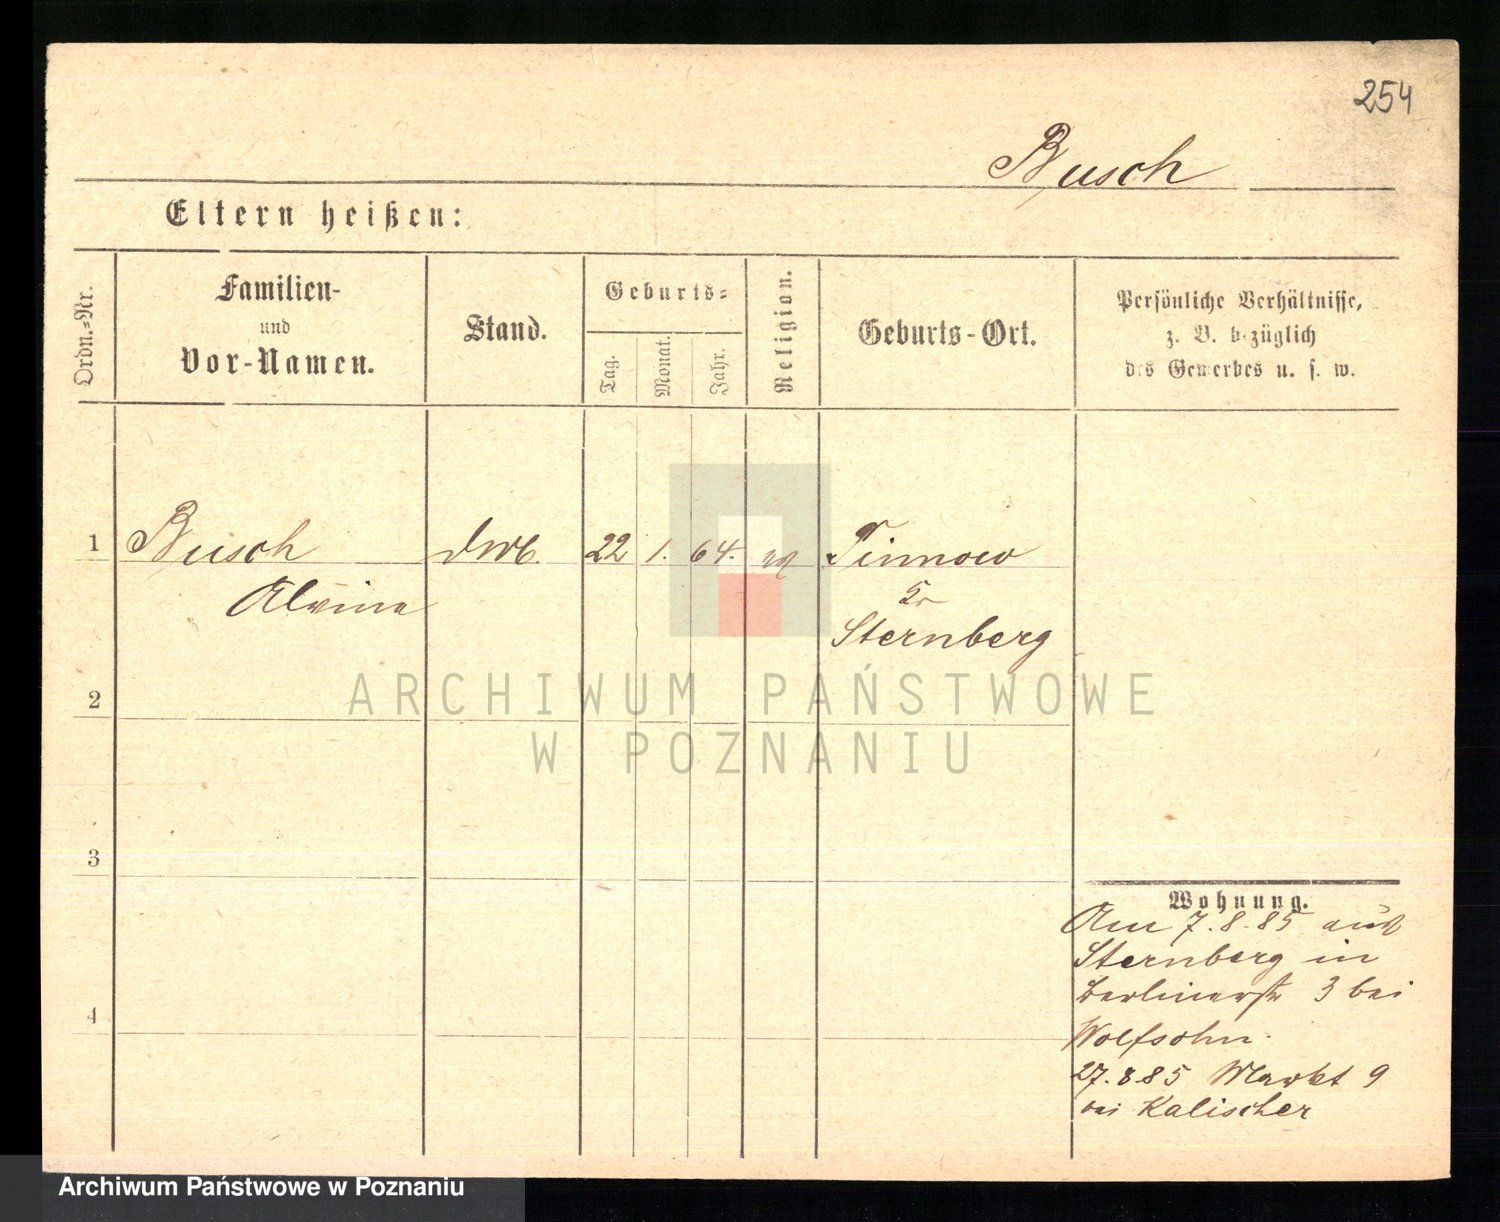 254
Busch
Eltern heißen:
Ordn.=Nr.
Familien-
und
Vor-Namen.
Stand.
Geburts=
Tag.
Monat.
Jahr.
Religion.
Geburts-Ort.
Persönliche Verhältnisse,
z. B. bezüglich
des Gewerbes u. s. w.
1 Busch 22 1. 64.
Alvina
Sternberg
2
3
4
Wohnung.
Am 7.8.85 aus
Sternberg in
Berlinerstr 3 bei
Wolfsohn.
27.8.85 Markt 9
bei Kalischer
ARCHIWUM PAŃSTWOWE
W POZNANIU
Archiwum Państwowe w Poznaniu